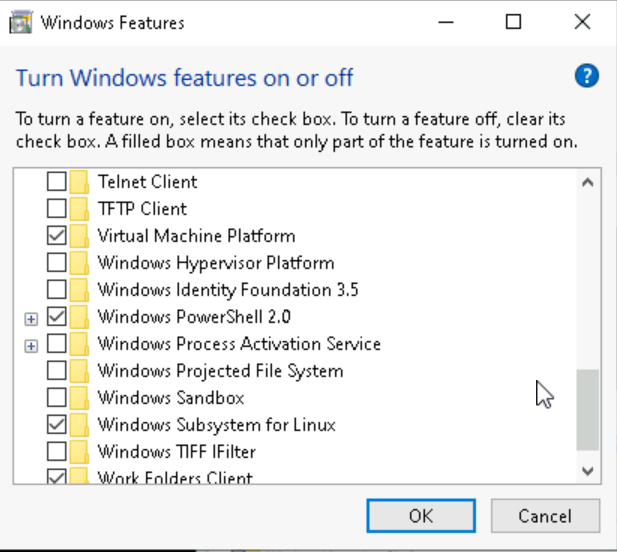 Windows Features
Turn Windows features on or off
?
To turn a feature on, select its check box. To turn a feature off, clear its
check box. A filled box means that only part of the feature is turned on.
Telnet Client
TFTP Client
Virtual Machine Platform
Windows Hypervisor Platform
Windows Identity Foundation 3.5
Windows PowerShell 2.0
Windows Process Activation Service
Windows Projected File System
Windows Sandbox
Windows Subsystem for Linux
Windows TIFF IFilter
Work Folders Client
OK
Cancel